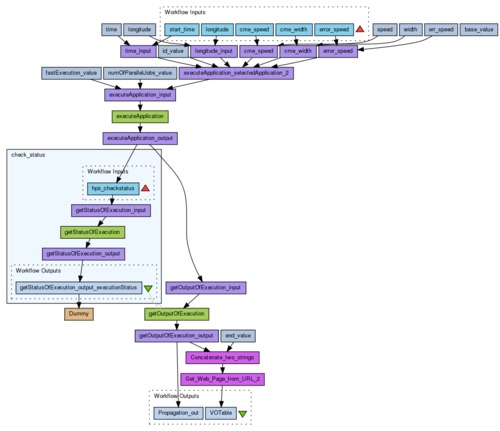 Workflow Inputs
time
longitude
start_time
longitude
cme_speed
cme_width
error_speed
speed
width
err_speed
base_value
time_input
id_value
longitude_input
cme_speed
cme_width
error_speed
fastExecution_value
numOfParallelJobs_value
executeApplication_selectedApplication_2
executeApplication_input
executeApplication
executeApplication_output
check_status
Workflow Inputs
hps_checkstatus
getStatusOfExecution_input
getStatusOfExecution
getStatusOfExecution_output
Workflow Outputs
getStatusOfExecution_output_executionStatus
getOutputOfExecution_input
Dummy
getOutputOfExecution
getOutputOfExecution_output
end_value
Concatenate_two_strings
Get_Web_Page_from_URL_2
Workflow Outputs
Propagation_out
VOTable